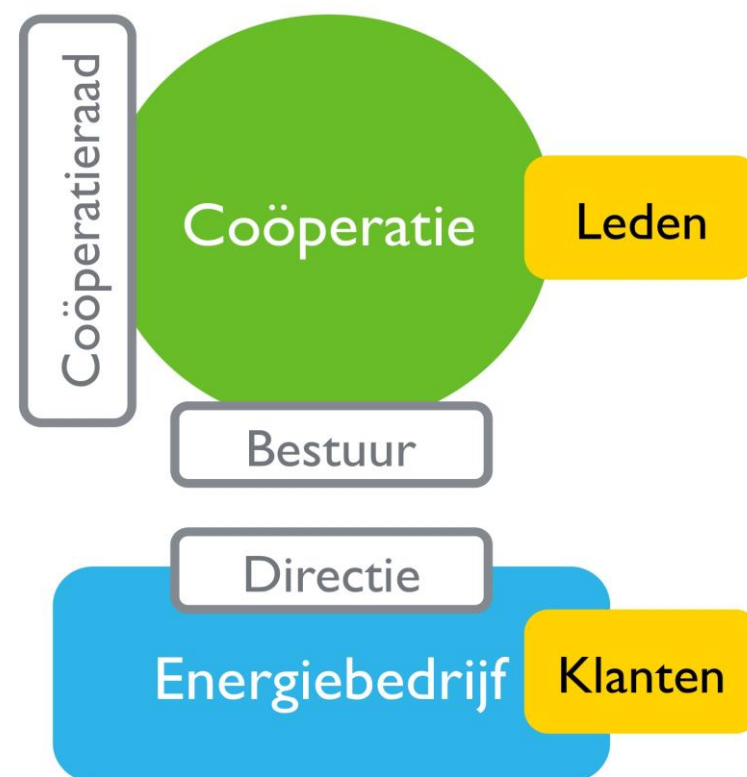 Coöperatieraad
Coöperatie
Leden
Bestuur
Directie
Energiebedrijf
Klanten